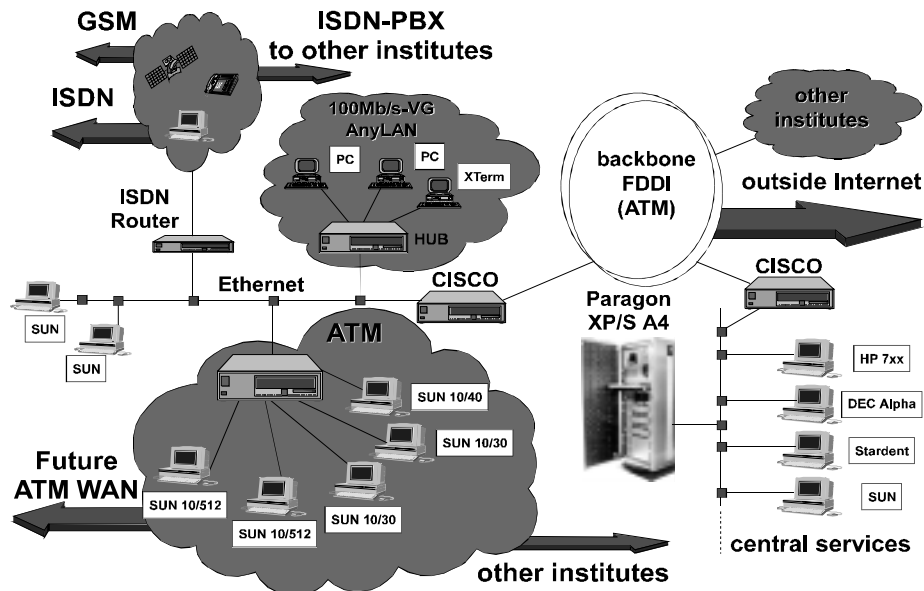 GSM
ISDN-PBX
to other institutes
ISDN
100Mb/s-VG
AnyLAN
PC
PC
XTerm
HUB
ISDN
Router
backbone
FDDI
(ATM)
other
institutes
outside Internet
Ethernet
CISCO
CISCO
SUN
SUN
ATM
Paragon
XP/S A4
SUN 10/40
SUN 10/30
SUN 10/512
SUN 10/512
SUN 10/30
HP 7xx
DEC Alpha
Stardent
SUN
Future
ATM WAN
other institutes
central services